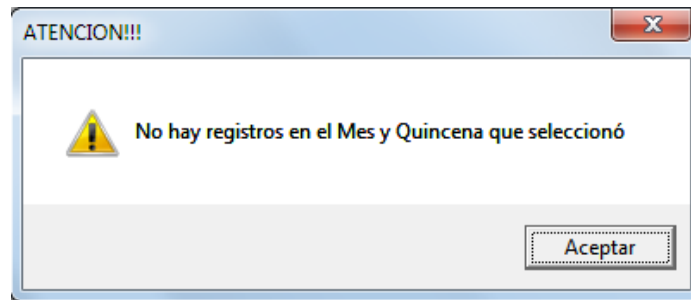 ATENCION!!!
No hay registros en el Mes y Quincena que seleccionó
Aceptar